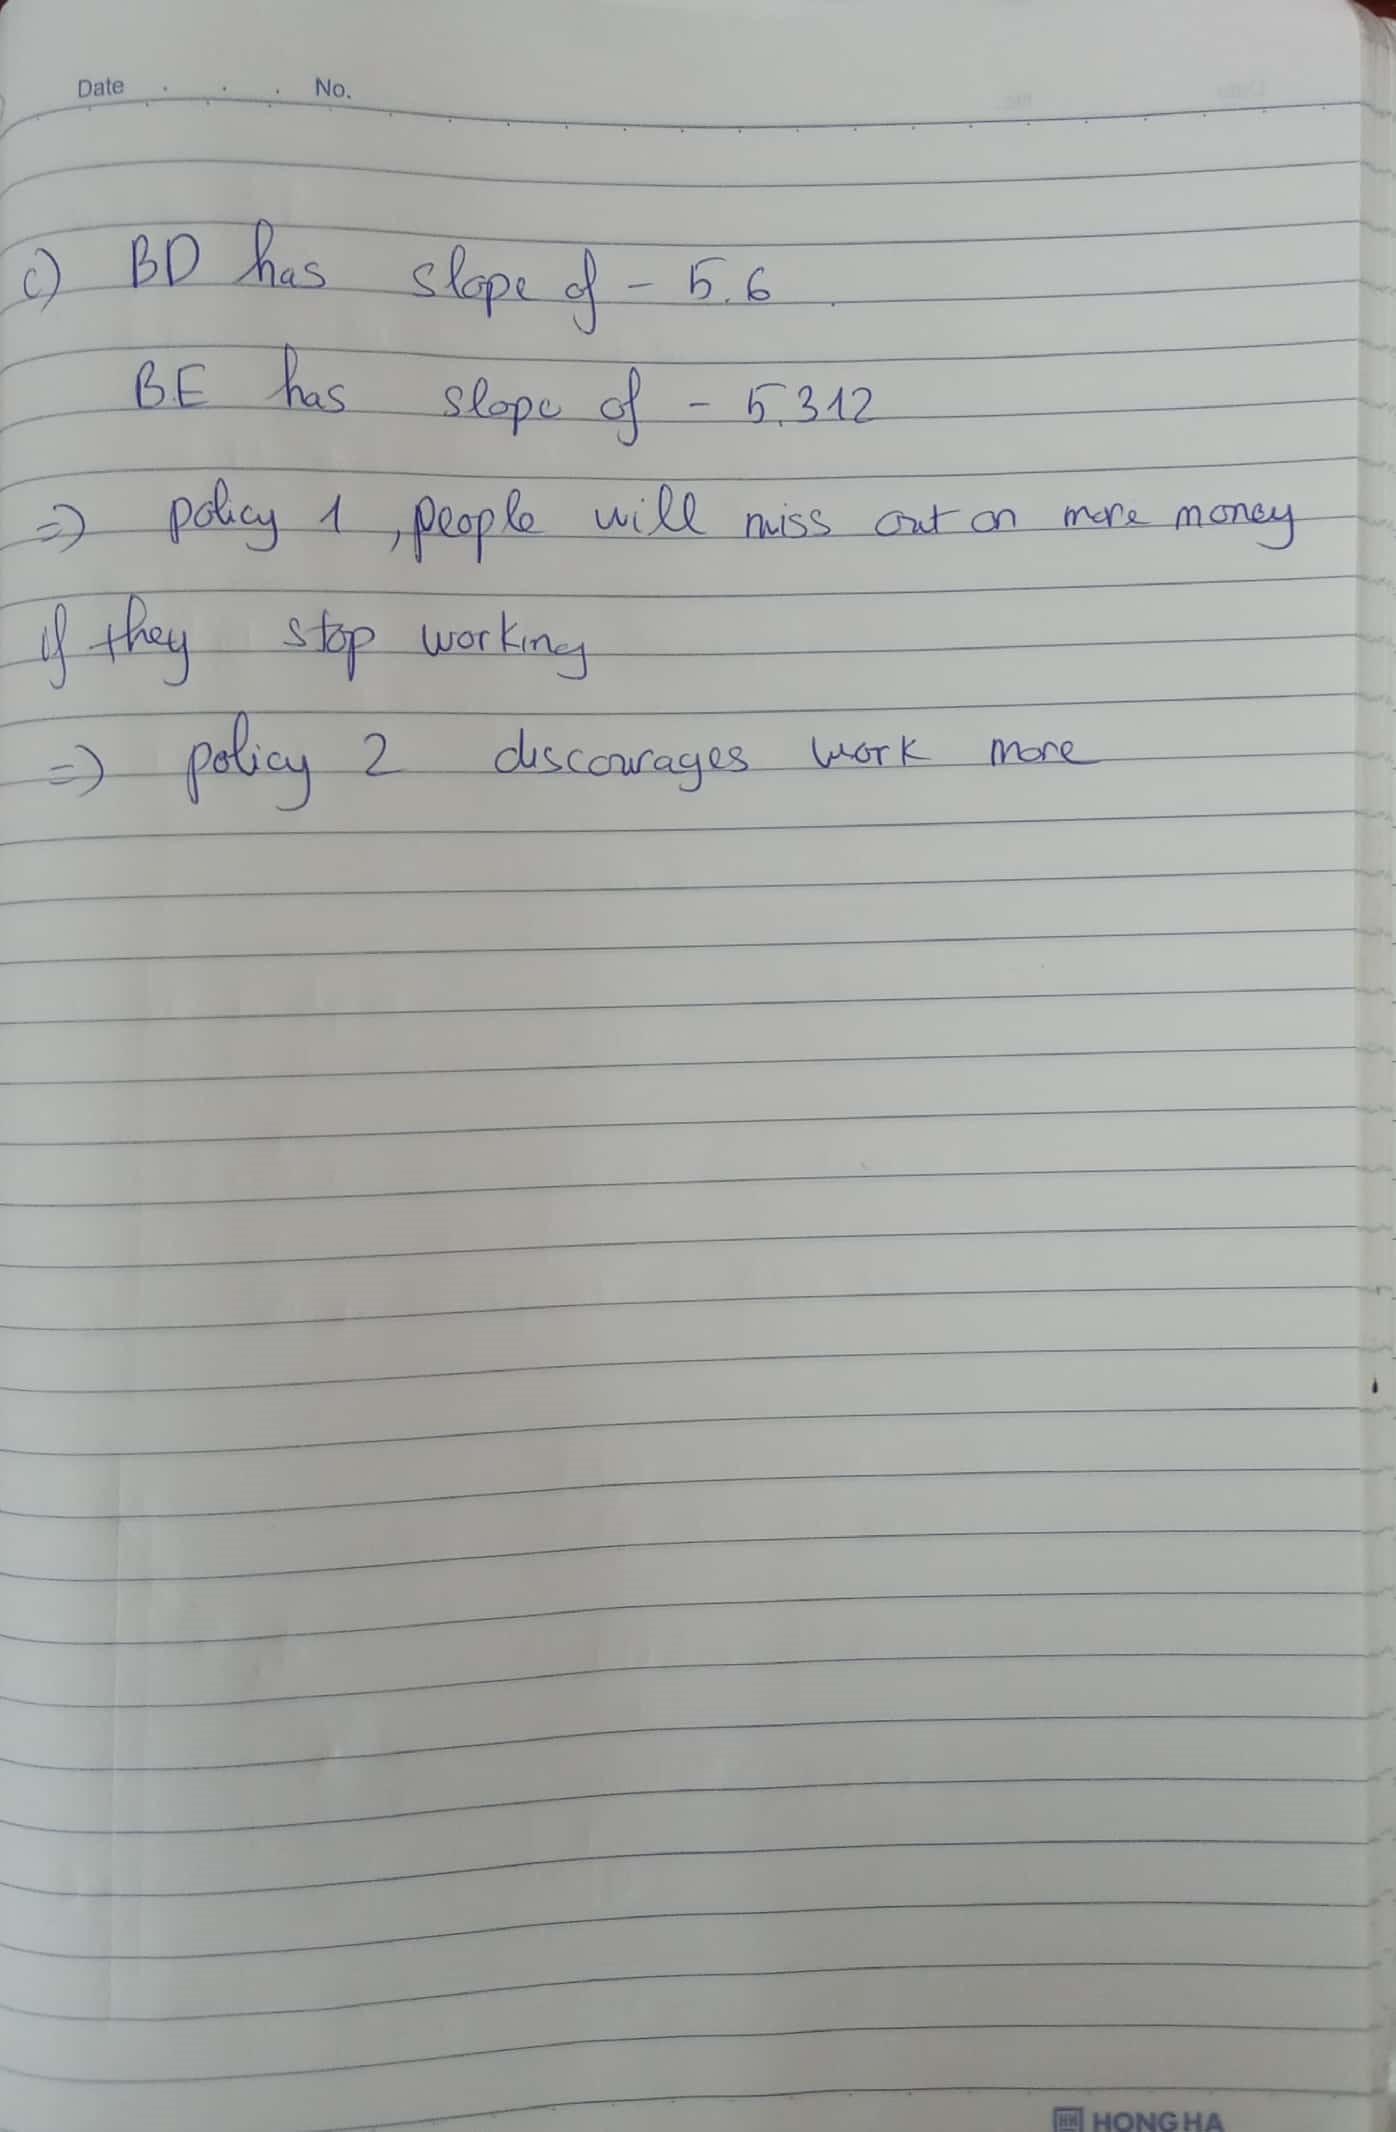 Date . . . No.
c) BD has slope of - 5.6
BE has slope of - 5.312
=) policy 1, people will miss out on more money
if they stop working
=) policy 2 discourages work more
HONG HA